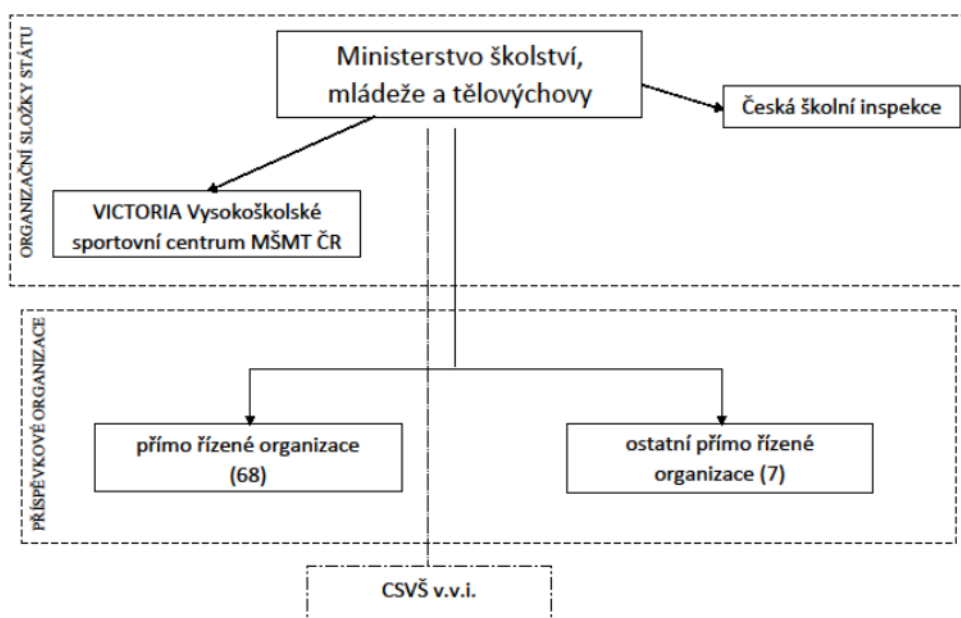 ORGANIZAČNÍ SLOŽKY STÁTU
Ministerstvo školství,
mládeže a tělovýchovy
Česká školní inspekce
VICTORIA Vysokoškolské
sportovní centrum MŠMT ČR
PŘÍSPĚVKOVÉ ORGANIZACE
přímo řízené organizace
(68)
ostatní přímo řízené
organizace (7)
CSVŠ v.v.i.